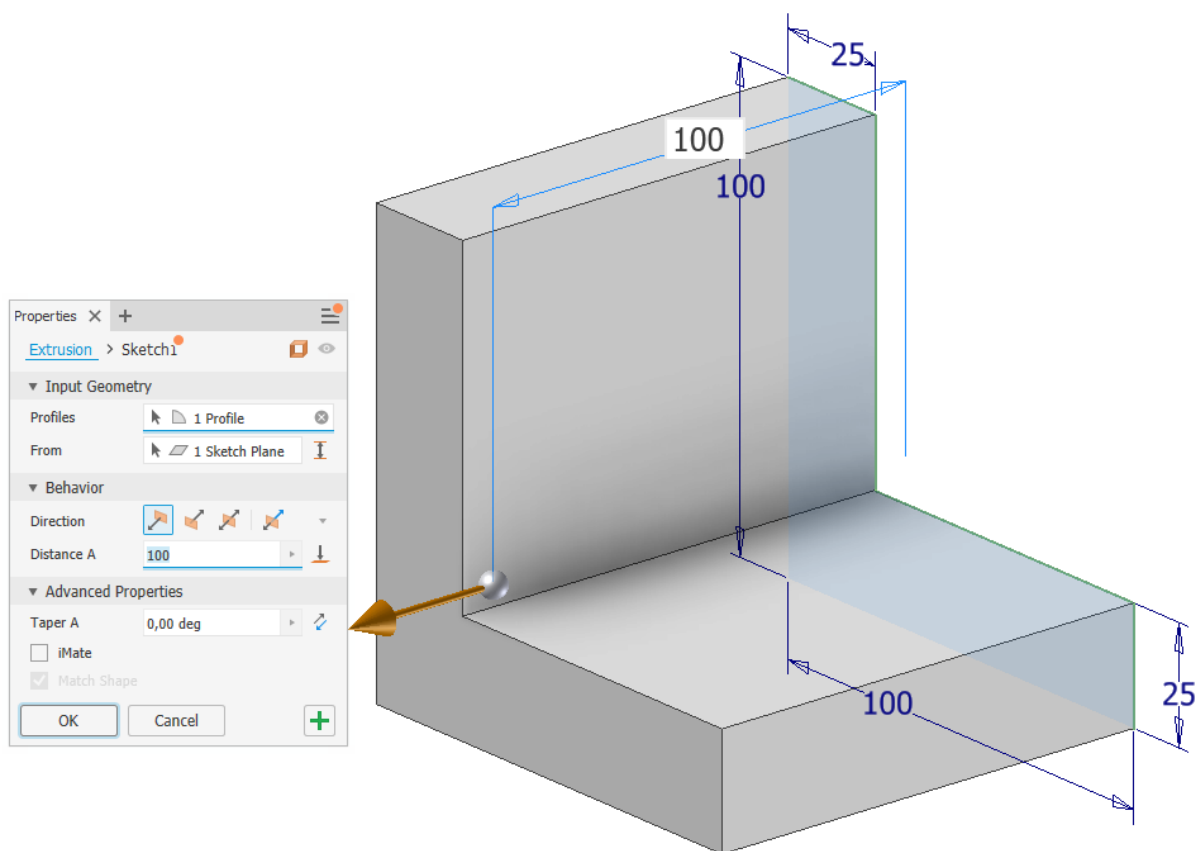 25
100
100
Properties
Extrusion > Sketch1
Input Geometry
Profiles 1 Profile
From 1 Sketch Plane
Behavior
Direction
Distance A 100
Advanced Properties
Taper A 0,00 deg
iMate
Match Shape
OK Cancel
25
100